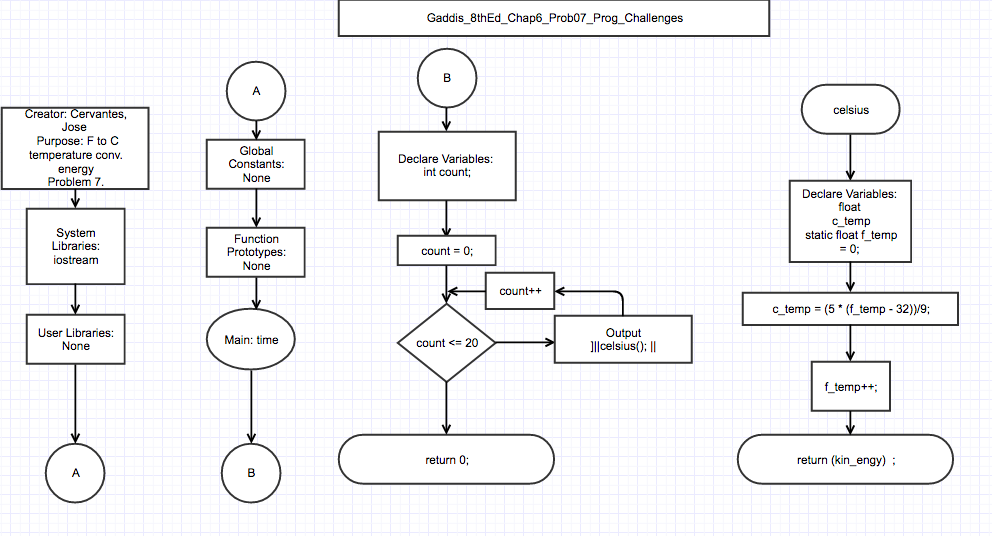 Gaddis_8thEd_Chap6_Prob07_Prog_Challenges
Creator: Cervantes,
Jose
Purpose: F to C
temperature conv.
energy
Problem 7.
System
Libraries:
iostream
User Libraries:
None
A
A
Global
Constants:
None
Function
Prototypes:
None
Main: time
B
B
Declare Variables:
int count;
count = 0;
count++
count <= 20
Output
]||celsius(); ||
return 0;
celsius
Declare Variables:
float
c_temp
static float f_temp
= 0;
c_temp = (5 * (f_temp - 32))/9;
f_temp++;
return (kin_engy) ;